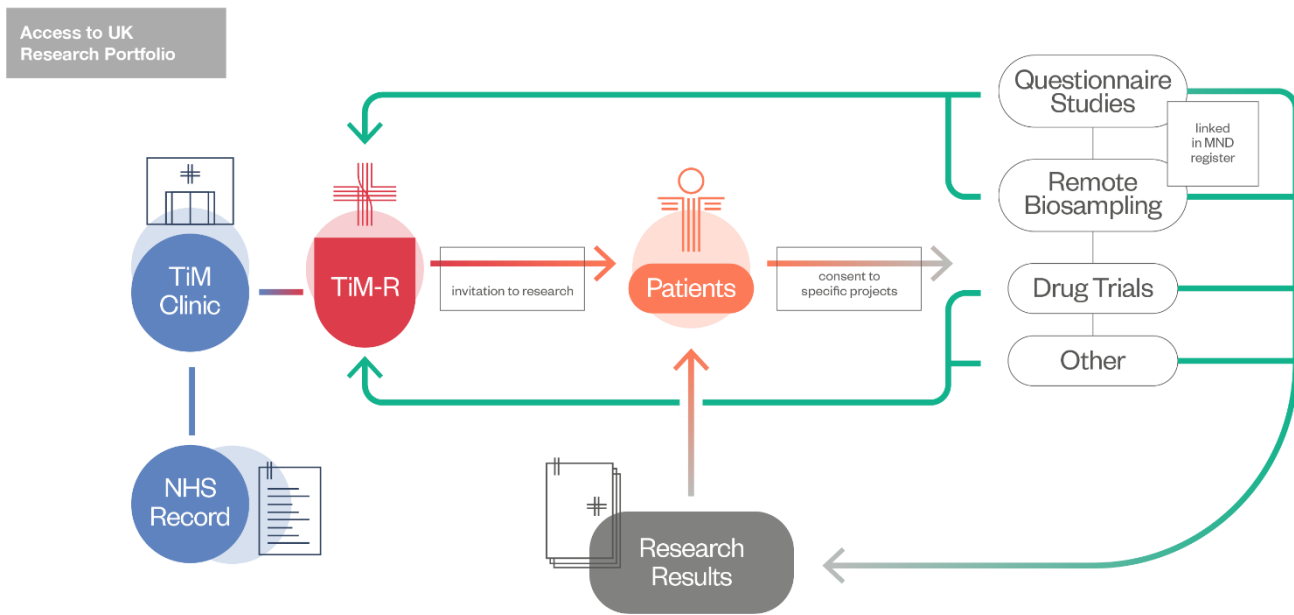 Access to UK
Research Portfolio
Questionnaire
Studies
linked
in MND
register
Remote
Biosampling
TiM
Clinic
TiM-R
invitation to research
Patients
consent to
specific projects
Drug Trials
Other
NHS
Record
Research
Results